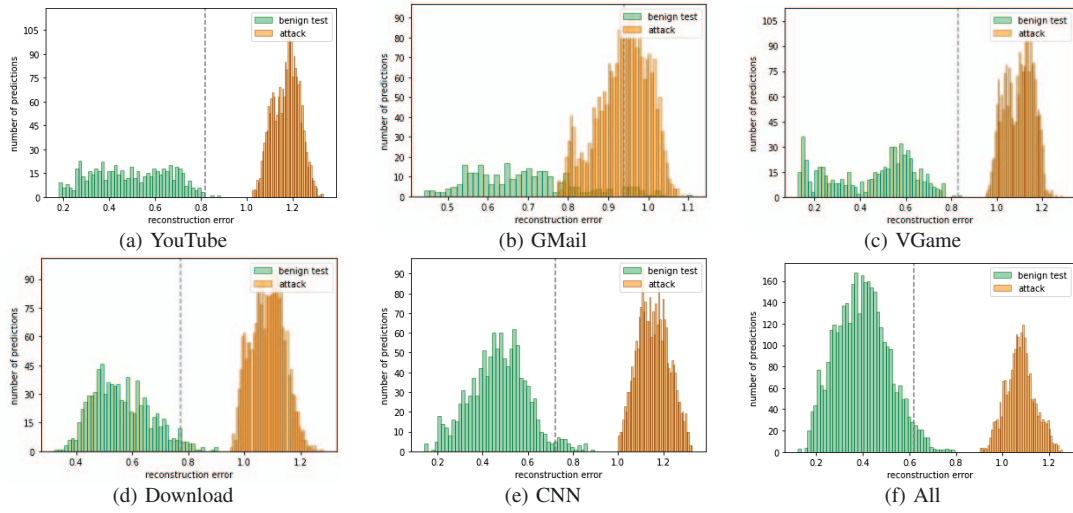 benign test
attack
number of predictions
105
90
75
60
45
30
15
0
0.2 0.4 0.6 0.8 1.0 1.2
reconstruction error
(a) YouTube
benign test
attack
number of predictions
90
80
70
60
50
40
30
20
10
0
0.5 0.6 0.7 0.8 0.9 1.0 1.1
reconstruction error
(b) GMail
benign test
attack
number of predictions
105
90
75
60
45
30
15
0
0.2 0.4 0.6 0.8 1.0 1.2
reconstruction error
(c) VGame
benign test
attack
number of predictions
90
75
60
45
30
15
0
0.4 0.6 0.8 1.0 1.2
reconstruction error
(d) Download
benign test
attack
number of predictions
90
80
70
60
50
40
30
20
10
0
0.2 0.4 0.6 0.8 1.0 1.2
reconstruction error
(e) CNN
benign test
attack
number of predictions
160
140
120
100
80
60
40
20
0
0.2 0.4 0.6 0.8 1.0 1.2
reconstruction error
(f) All